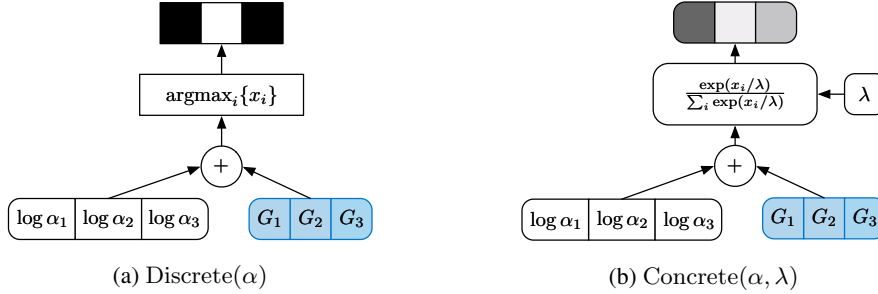 argmax_i{x_i}
+
log α_1 log α_2 log α_3 G_1 G_2 G_3
(a) Discrete(α)
exp(x_i/λ)
∑_i exp(x_i/λ)
λ
+
log α_1 log α_2 log α_3 G_1 G_2 G_3
(b) Concrete(α, λ)